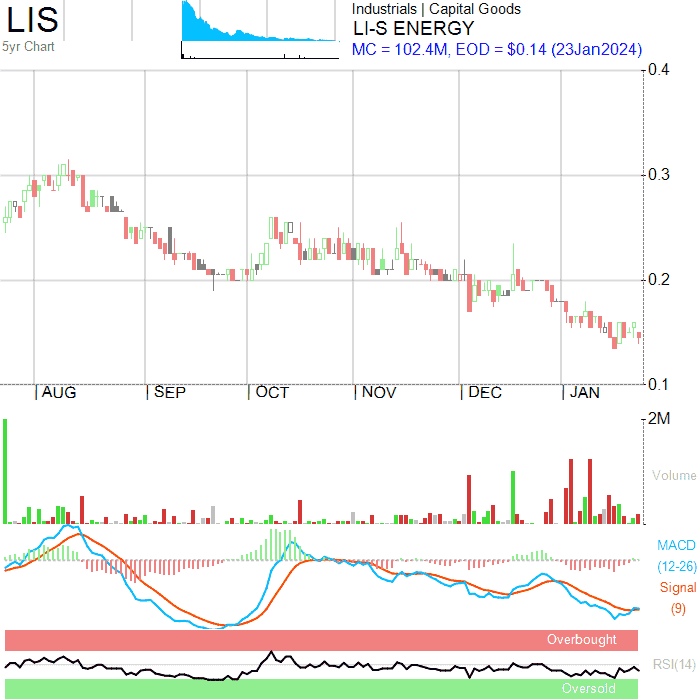 LIS
5yr Chart
Industrials | Capital Goods
LI-S ENERGY
MC = 102.4M, EOD = $0.14 (23Jan2024)
0.4
0.3
0.2
0.1
AUG SEP OCT NOV DEC JAN
2M
Volume
MACD
(12-26)
Signal
(9)
Overbought
RSI(14)
Oversold